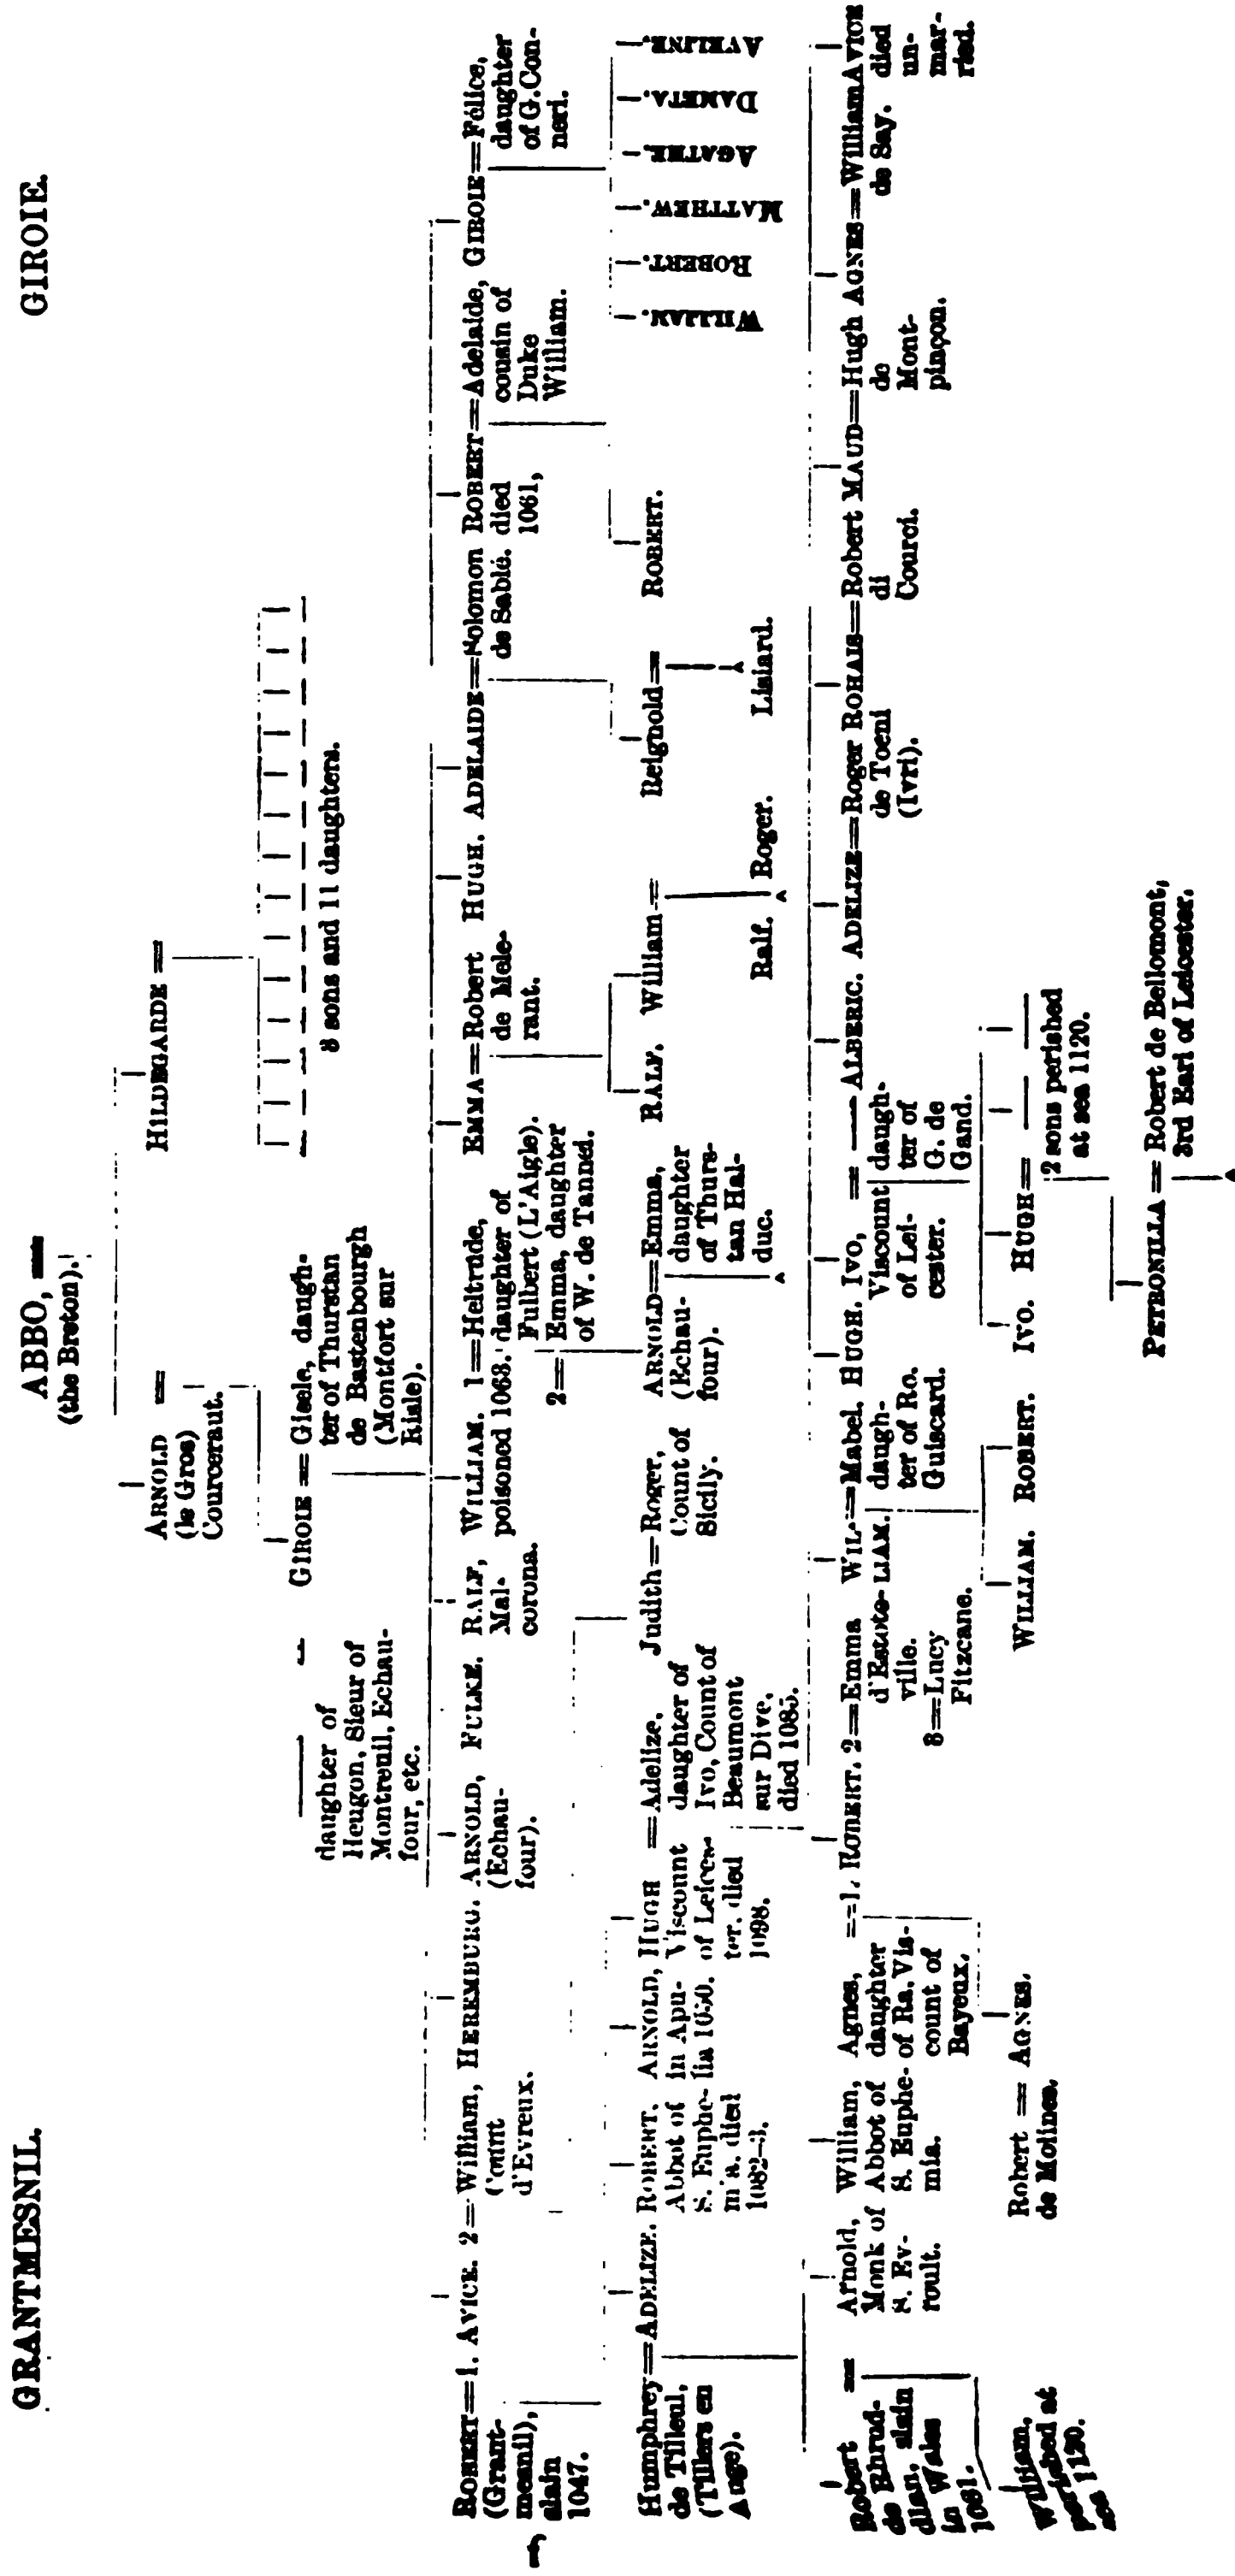 GRANTMESNIL.
GIROIE.
ABBO, =
(the Breton).
ARNOLD =
(le Gros)
Courceraut.
HILDEGARDE =
daughter of
Heugon, Sieur of
Montreuil, Echau-
four, etc.
GIROIE = Gisele, daugh-
ter of Thurstan
de Bastenbourgh
(Montfort sur
Risle).
8 sons and 11 daughters.
ROBERT=1. AVICE. 2=William,
(Grant-
mesnil),
slain
1047.
Count
d'Evreux.
HEREMBURG.
ARNOLD,
(Echau-
four).
FULKE.
RALF,
Mal-
corona.
WILLIAM. 1=Heltrude,
poisoned 1063. daughter of
Fulbert (L'Aigle).
2= Emma, daughter
of W. de Tanned.
EMMA=Robert
de Mele-
rant.
HUGH.
ADELAIDE=Solomon
de Sablé.
ROBERT=Adelaide,
died
1061,
cousin of
Duke
William.
GIROIE=Félice,
daughter
of G. Con-
neri.
Humphrey=ADELIZE.
de Tilleul,
(Tillers en
Auge).
ROBERT.
Abbot of
S. Euphe-
mia. died
1082-3.
ARNOLD,
in Apu-
lia 1050.
HUGH =Adelize,
Viscount
of Leices-
ter. died
1098.
daughter of
Ivo, Count of
Beaumont
sur Dive.
died 1085.
Judith=Roger,
Count of
Sicily.
ARNOLD=Emma,
(Echau-
four).
daughter
of Thurs-
tan Hal-
duc.
RALF.
William=
Ralf. Roger.
Reignold=
Lisiard.
ROBERT.
WILLIAM.
ROBERT.
MATTHEW.
AGATHE.
DAMETA.
AVELINE.
Robert =
de Rhrud-
dlan, slain
in Wales
1081.
Arnold,
Monk of
S. Ev-
roult.
William,
Abbot of
S. Euphe-
mia.
Agnes, =1, ROBERT. 2=Emma
daughter
of Ra. Vis-
count of
Bayeux.
d'Estote-
ville.
3=Lucy
Fitzcane.
WIL-=Mabel,
LIAM.
daugh-
ter of Ro.
Guiscard.
HUGH.
IVO, =
Viscount
of Lei-
cester.
daugh-
ter of
G. de
Gand.
ALBERIC.
ADELIZE=Roger
de Toeni
(Ivri).
ROHAIS=Robert
di
Courci.
MAUD=Hugh
de
Mont-
pinçon.
AGNES=William
de Say.
AVICE
died
un-
mar-
ried.
William,
perished at
sea 1120.
Robert = AGNES.
de Molines.
WILLIAM. ROBERT.
IVO. HUGH=
2 sons perished
at sea 1120.
PETRONILLA = Robert de Bellomont,
3rd Earl of Leicester.